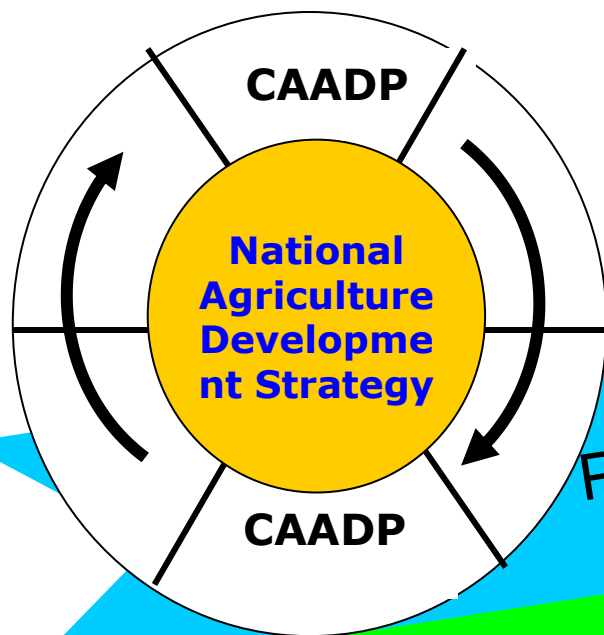 CAADP
National
Agriculture
Developme
nt Strategy
CAADP
F